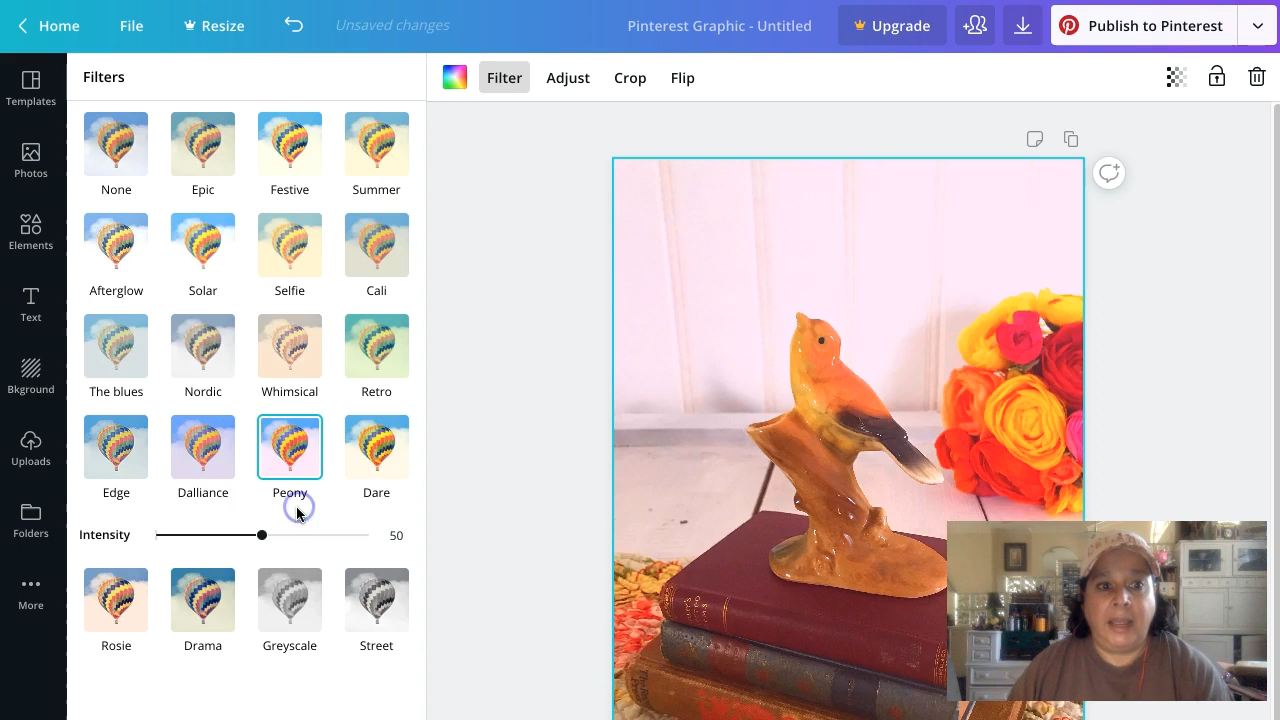 Home File Resize Unsaved changes Pinterest Graphic - Untitled Upgrade Publish to Pinterest
Templates
Photos
Elements
Text
Bkground
Uploads
Folders
More
Filters
None Epic Festive Summer
Afterglow Solar Selfie Cali
The blues Nordic Whimsical Retro
Edge Dalliance Peony Dare
Intensity 50
Rosie Drama Greyscale Street
Filter Adjust Crop Flip